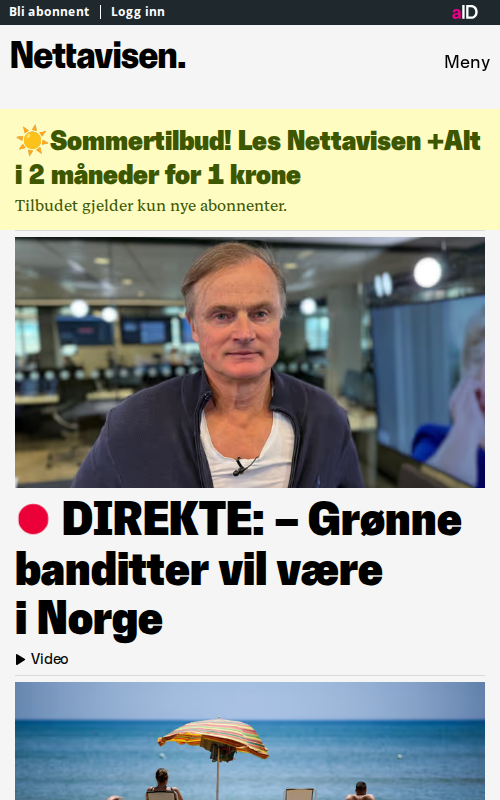 Bli abonnent | Logg inn
aID
Nettavisen.
Meny
☀️Sommertilbud! Les Nettavisen +Alt
i 2 måneder for 1 krone
Tilbudet gjelder kun nye abonnenter.
🔴 DIREKTE: – Grønne
banditter vil være
i Norge
Video